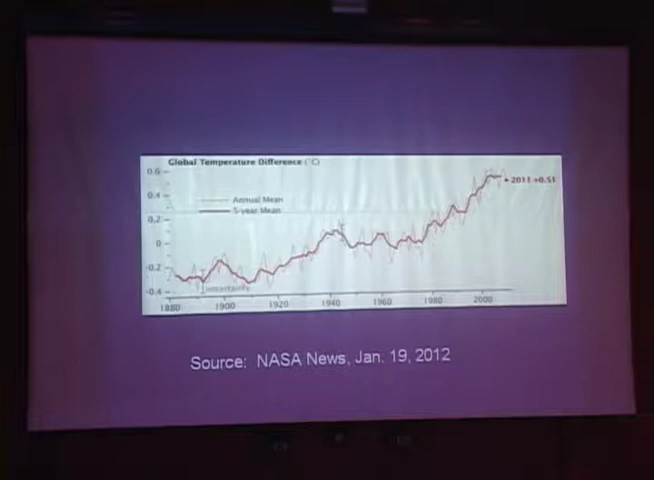 Global Temperature Difference (°C)
0.6
0.4
0.2
0
-0.2
-0.4
Annual Mean
5-year Mean
2011 +0.51
uncertainty
1880 1900 1920 1940 1960 1980 2000
Source: NASA News, Jan. 19, 2012